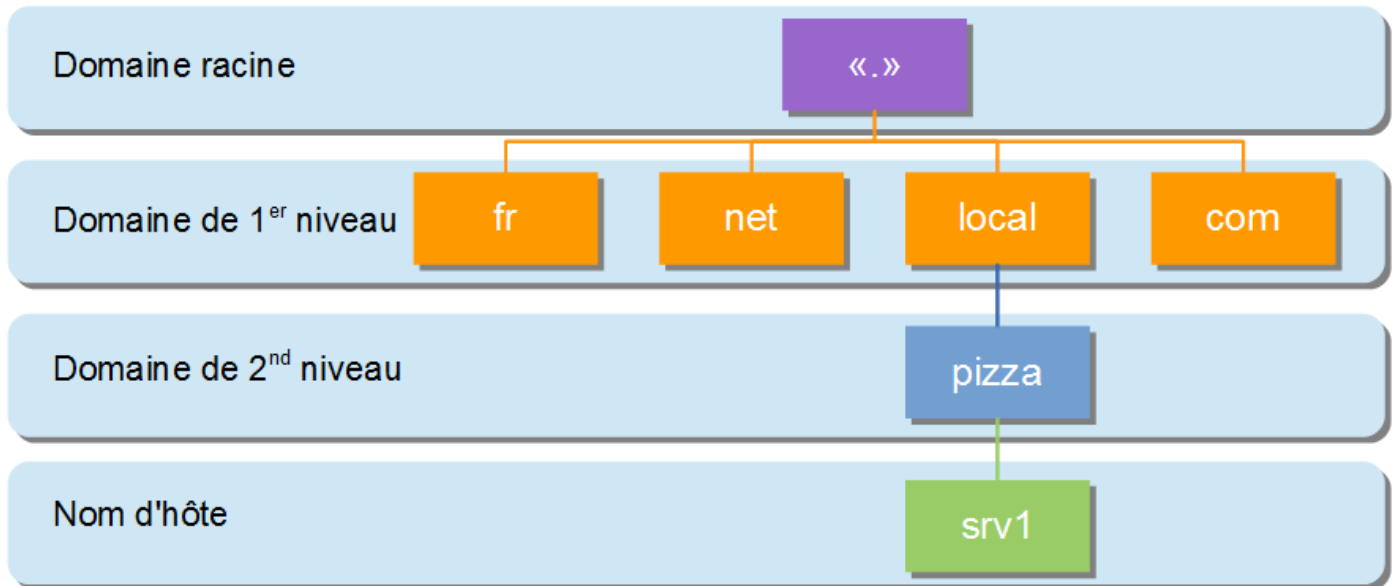 Domaine racine «.»
Domaine de 1er niveau fr net local com
Domaine de 2nd niveau pizza
Nom d'hôte srv1